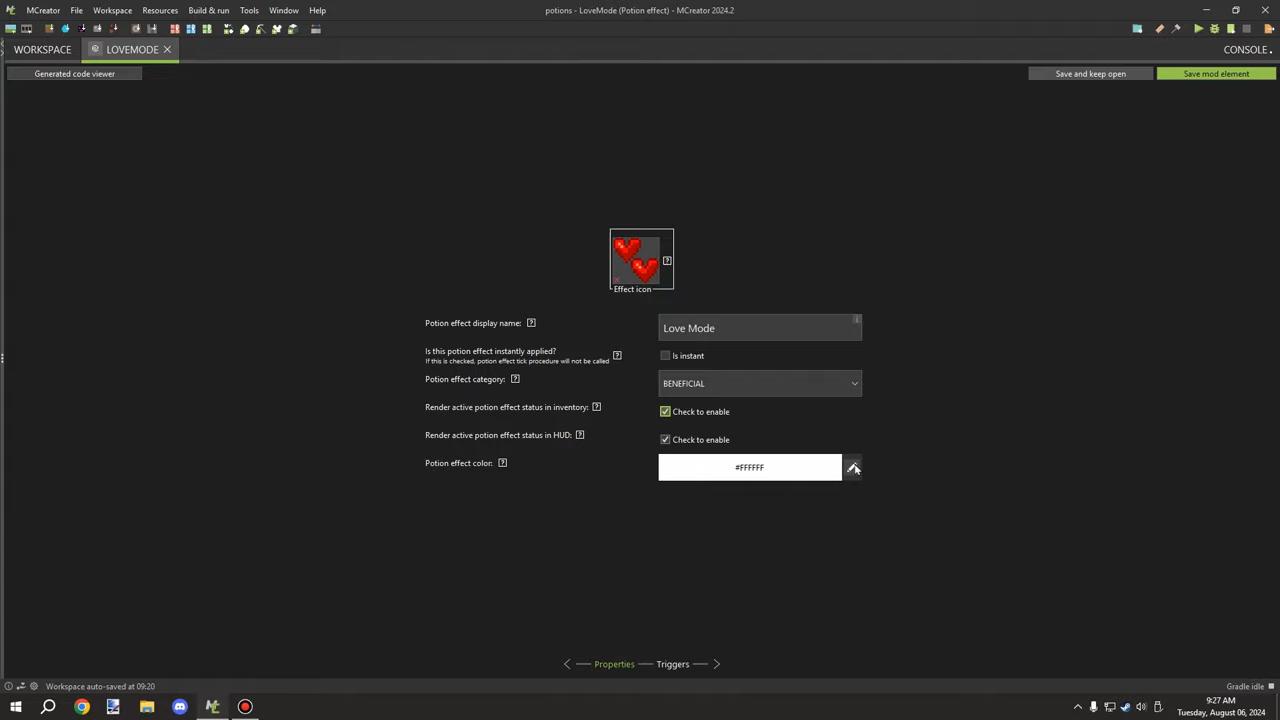 MCreator File Workspace Resources Build & run Tools Window Help potions - LoveMode (Potion effect) - MCreator 2024.2
WORKSPACE LOVEMODE CONSOLE
Generated code viewer Save and keep open Save mod element
Effect icon
Potion effect display name: Love Mode
Is this potion effect instantly applied? Is instant
If this is checked, potion effect tick procedure will not be called
Potion effect category: BENEFICIAL
Render active potion effect status in inventory: Check to enable
Render active potion effect status in HUD: Check to enable
Potion effect color: #FFFFFF
Properties Triggers
Workspace auto-saved at 09:20 Gradle idle
9:27 AM
Tuesday, August 06, 2024